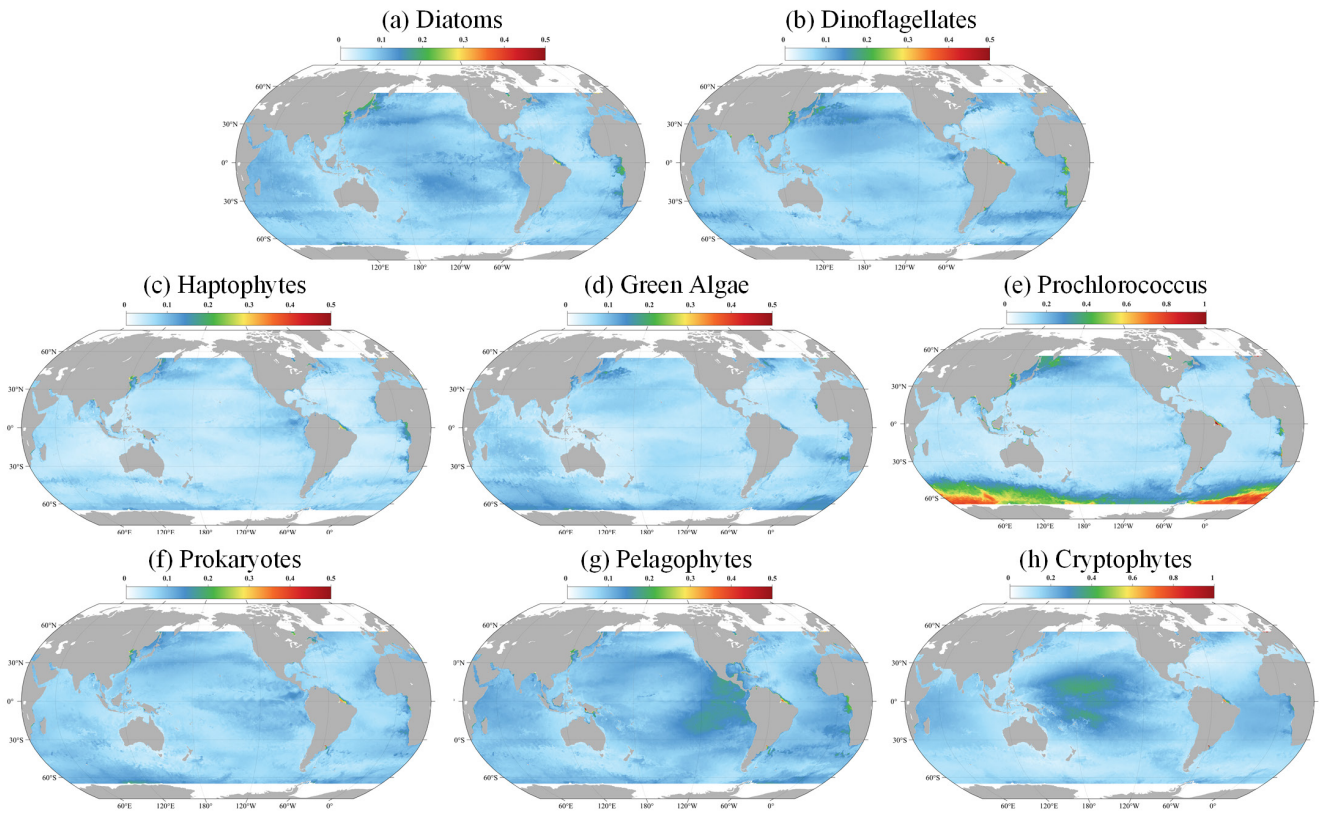 (a) Diatoms
(b) Dinoflagellates
0 0.1 0.2 0.3 0.4 0.5
0 0.1 0.2 0.3 0.4 0.5
60°N
30°N
0°
30°S
60°S
120°E 180° 120°W 60°W
60°N
30°N
0°
30°S
60°S
120°E 180° 120°W 60°W
(c) Haptophytes
(d) Green Algae
(e) Prochlorococcus
0 0.1 0.2 0.3 0.4 0.5
0 0.1 0.2 0.3 0.4 0.5
0 0.2 0.4 0.6 0.8 1
60°N
30°N
0°
30°S
60°S
60°E 120°E 180° 120°W 60°W 0°
60°N
30°N
0°
30°S
60°S
60°E 120°E 180° 120°W 60°W 0°
60°N
30°N
0°
30°S
60°S
60°E 120°E 180° 120°W 60°W 0°
(f) Prokaryotes
(g) Pelagophytes
(h) Cryptophytes
0 0.1 0.2 0.3 0.4 0.5
0 0.1 0.2 0.3 0.4 0.5
0 0.2 0.4 0.6 0.8 1
60°N
30°N
0°
30°S
60°S
60°E 120°E 180° 120°W 60°W 0°
60°N
0°N
0°
30°S
60°S
60°E 120°E 180° 120°W 60°W 0°
60°N
30°N
0°
30°S
60°S
60°E 120°E 180° 120°W 60°W 0°